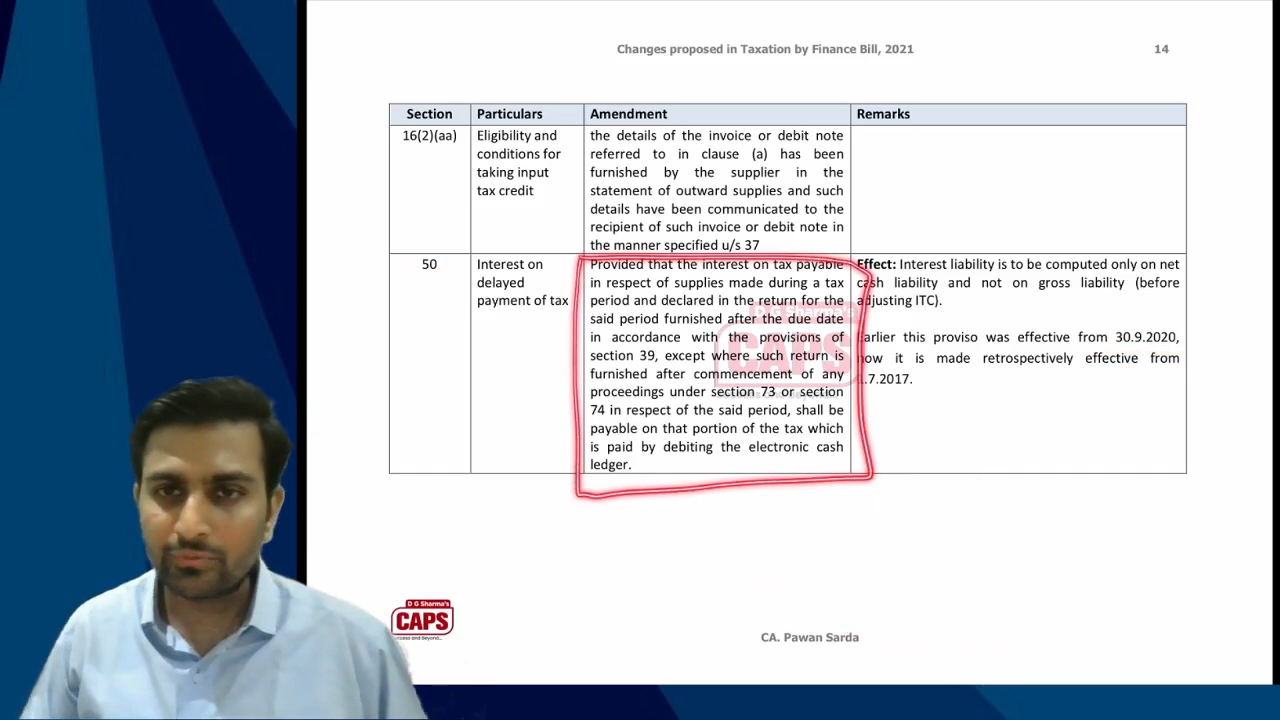 Changes proposed in Taxation by Finance Bill, 2021 14
Section Particulars Amendment Remarks
16(2)(aa)
Eligibility and
conditions for
taking input
tax credit
the details of the invoice or debit note
referred to in clause (a) has been
furnished by the supplier in the
statement of outward supplies and such
details have been communicated to the
recipient of such invoice or debit note in
the manner specified u/s 37
50
Interest on
delayed
payment of tax
Provided that the interest on tax payable
in respect of supplies made during a tax
period and declared in the return for the
said period furnished after the due date
in accordance with the provisions of
section 39, except where such return is
furnished after commencement of any
proceedings under section 73 or section
74 in respect of the said period, shall be
payable on that portion of the tax which
is paid by debiting the electronic cash
ledger.
Effect: Interest liability is to be computed only on net
cash liability and not on gross liability (before
adjusting ITC).
Earlier this proviso was effective from 30.9.2020,
now it is made retrospectively effective from
1.7.2017.
D G Sharma's
CAPS
D G Sharma's
CAPS
CA. Pawan Sarda